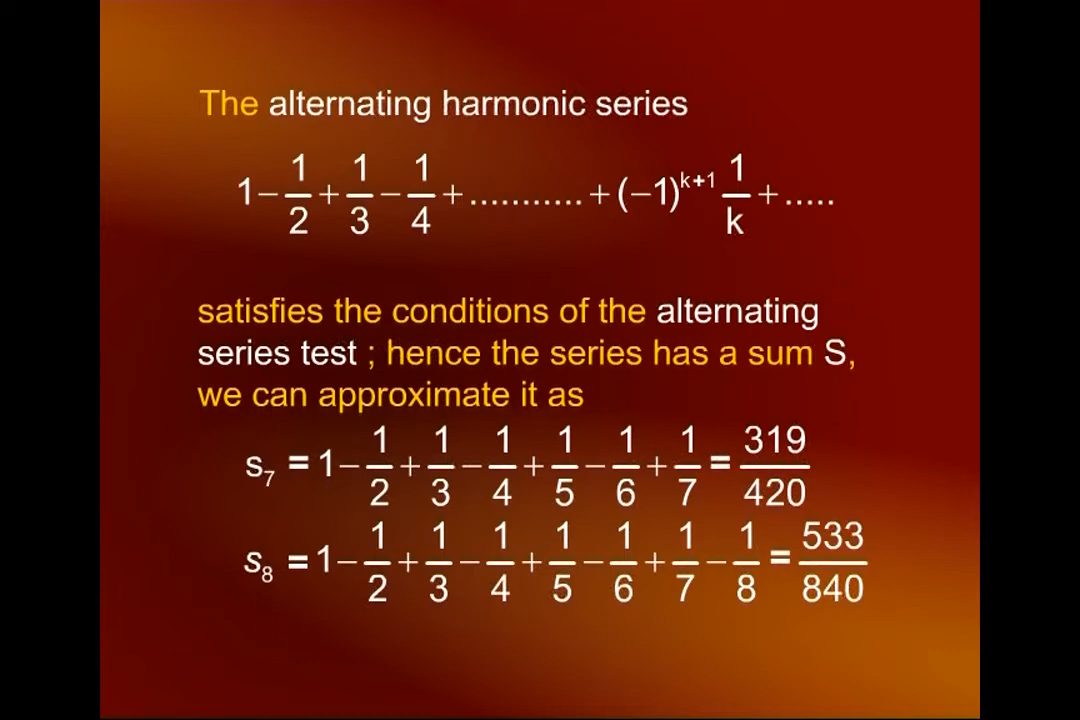 The alternating harmonic series
1 − 1/2 + 1/3 − 1/4 + ........... + (−1)^(k+1) 1/k + .....
satisfies the conditions of the alternating
series test ; hence the series has a sum S,
we can approximate it as
s₇ = 1 − 1/2 + 1/3 − 1/4 + 1/5 − 1/6 + 1/7 = 319/420
s₈ = 1 − 1/2 + 1/3 − 1/4 + 1/5 − 1/6 + 1/7 − 1/8 = 533/840